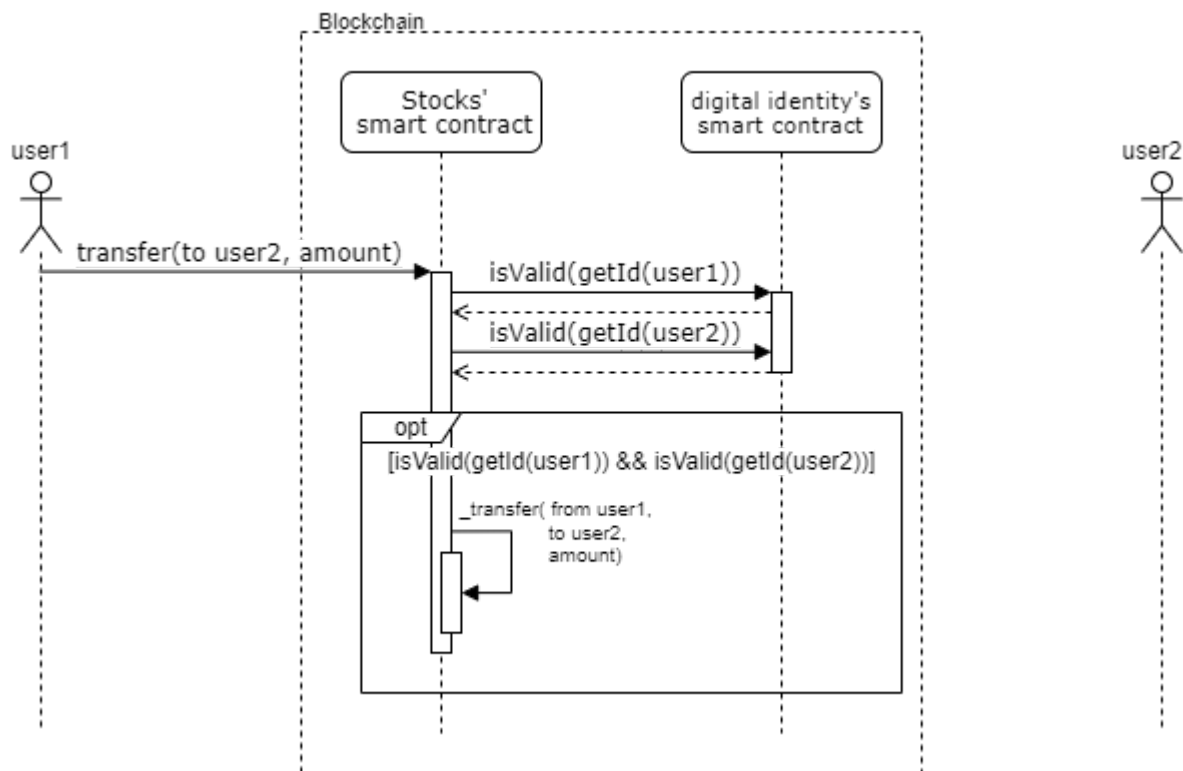 Blockchain
Stocks'
smart contract
digital identity's
smart contract
user1
user2
transfer(to user2, amount)
isValid(getId(user1))
isValid(getId(user2))
opt
[isValid(getId(user1)) && isValid(getId(user2))]
_transfer( from user1,
to user2,
amount)